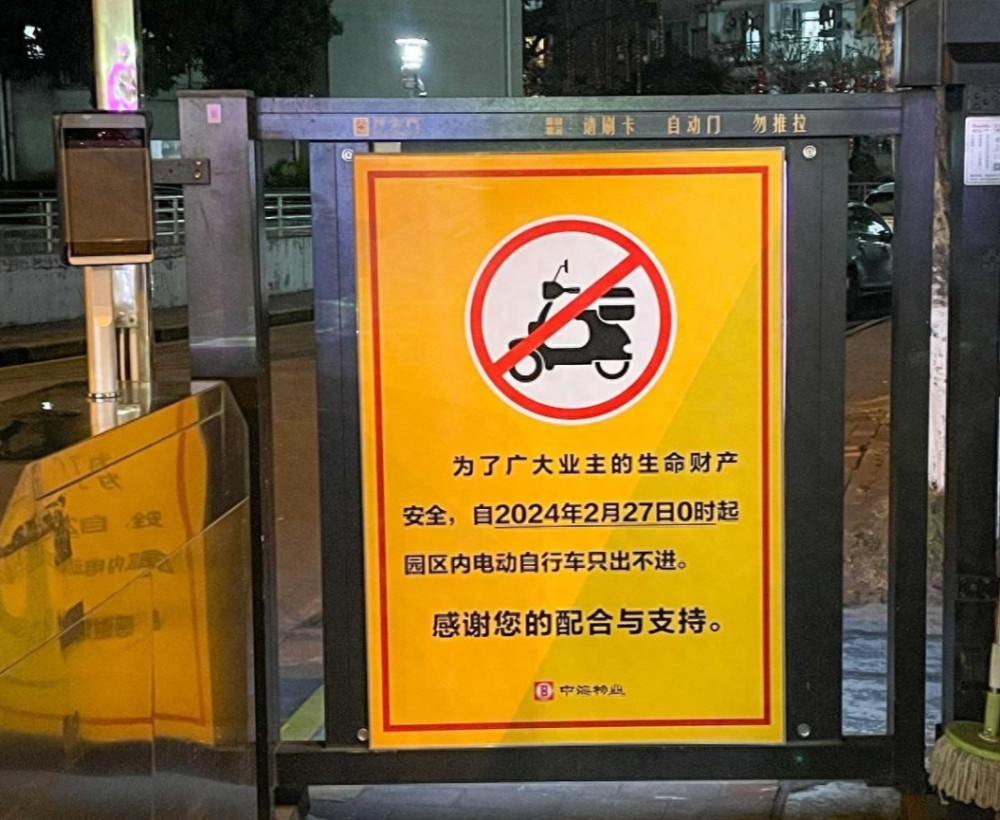 请刷卡 自动门 勿推拉
为了广大业主的生命财产
安全，自2024年2月27日0时起
园区内电动自行车只出不进。
感谢您的配合与支持。
中海物业